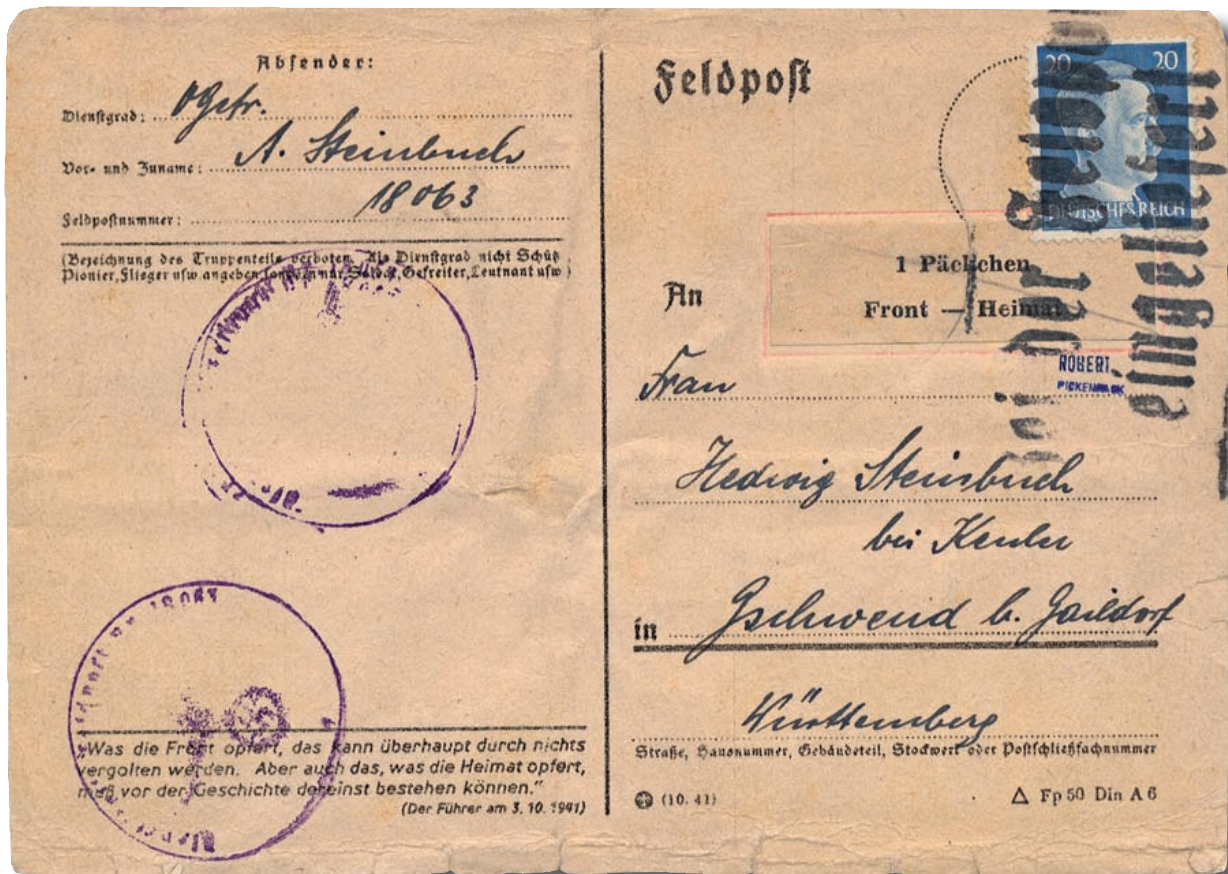 Absender:
Dienstgrad: OGefr.
Vor- und Zuname: A. Steinbuch
Feldpostnummer: 18063
(Bezeichnung des Truppenteils verboten. Als Dienstgrad nicht Schütz
Pionier, Flieger usw angeben, sondern nur Soldat, Gefreiter, Leutnant usw)
18063
"Was die Front opfert, das kann überhaupt durch nichts
vergolten werden. Aber auch das, was die Heimat opfert,
muß vor der Geschichte dereinst bestehen können."
(Der Führer am 3. 10. 1941)
Feldpost
20 20
DEUTSCHES REICH
1 Päckchen
Front — Heimat
An
ROBERT
PICKENPACK
Frau
Hedwig Steinbuch
bei
in Gschwend b. Gaildorf
Württemberg
Straße, Hausnummer, Gebäudeteil, Stockwerk oder Postschließfachnummer
(10. 41)
Δ Fp 50 Din A 6
bei der